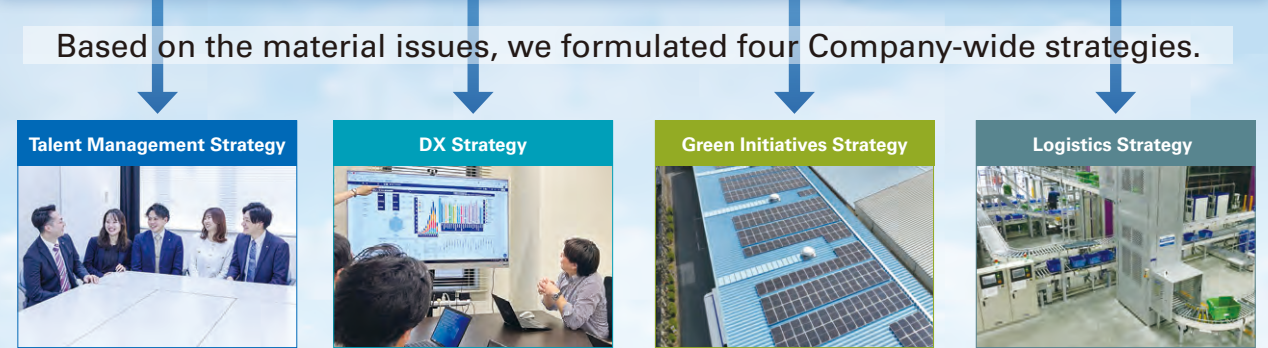 Based on the material issues, we formulated four Company-wide strategies.
Talent Management Strategy
DX Strategy
Green Initiatives Strategy
Logistics Strategy